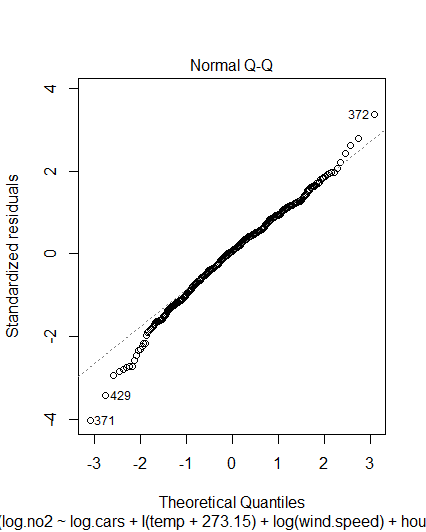 Normal Q-Q
Standardized residuals
4
2
0
-2
-4
372
429
371
-3 -2 -1 0 1 2 3
Theoretical Quantiles
(log.no2 ~ log.cars + I(temp + 273.15) + log(wind.speed) + hou